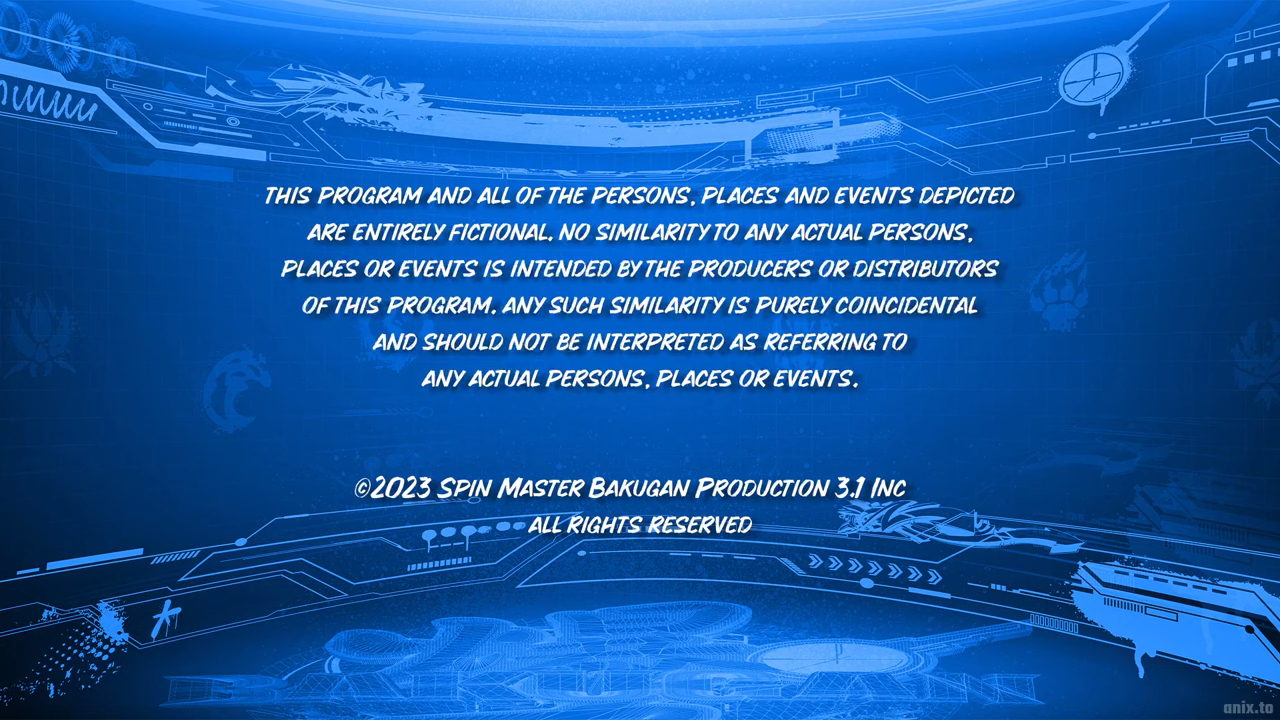 THIS PROGRAM AND ALL OF THE PERSONS, PLACES AND EVENTS DEPICTED
ARE ENTIRELY FICTIONAL. NO SIMILARITY TO ANY ACTUAL PERSONS,
PLACES OR EVENTS IS INTENDED BY THE PRODUCERS OR DISTRIBUTORS
OF THIS PROGRAM. ANY SUCH SIMILARITY IS PURELY COINCIDENTAL
AND SHOULD NOT BE INTERPRETED AS REFERRING TO
ANY ACTUAL PERSONS, PLACES OR EVENTS.
©2023 SPIN MASTER BAKUGAN PRODUCTION 3.1 INC
ALL RIGHTS RESERVED
anix.to